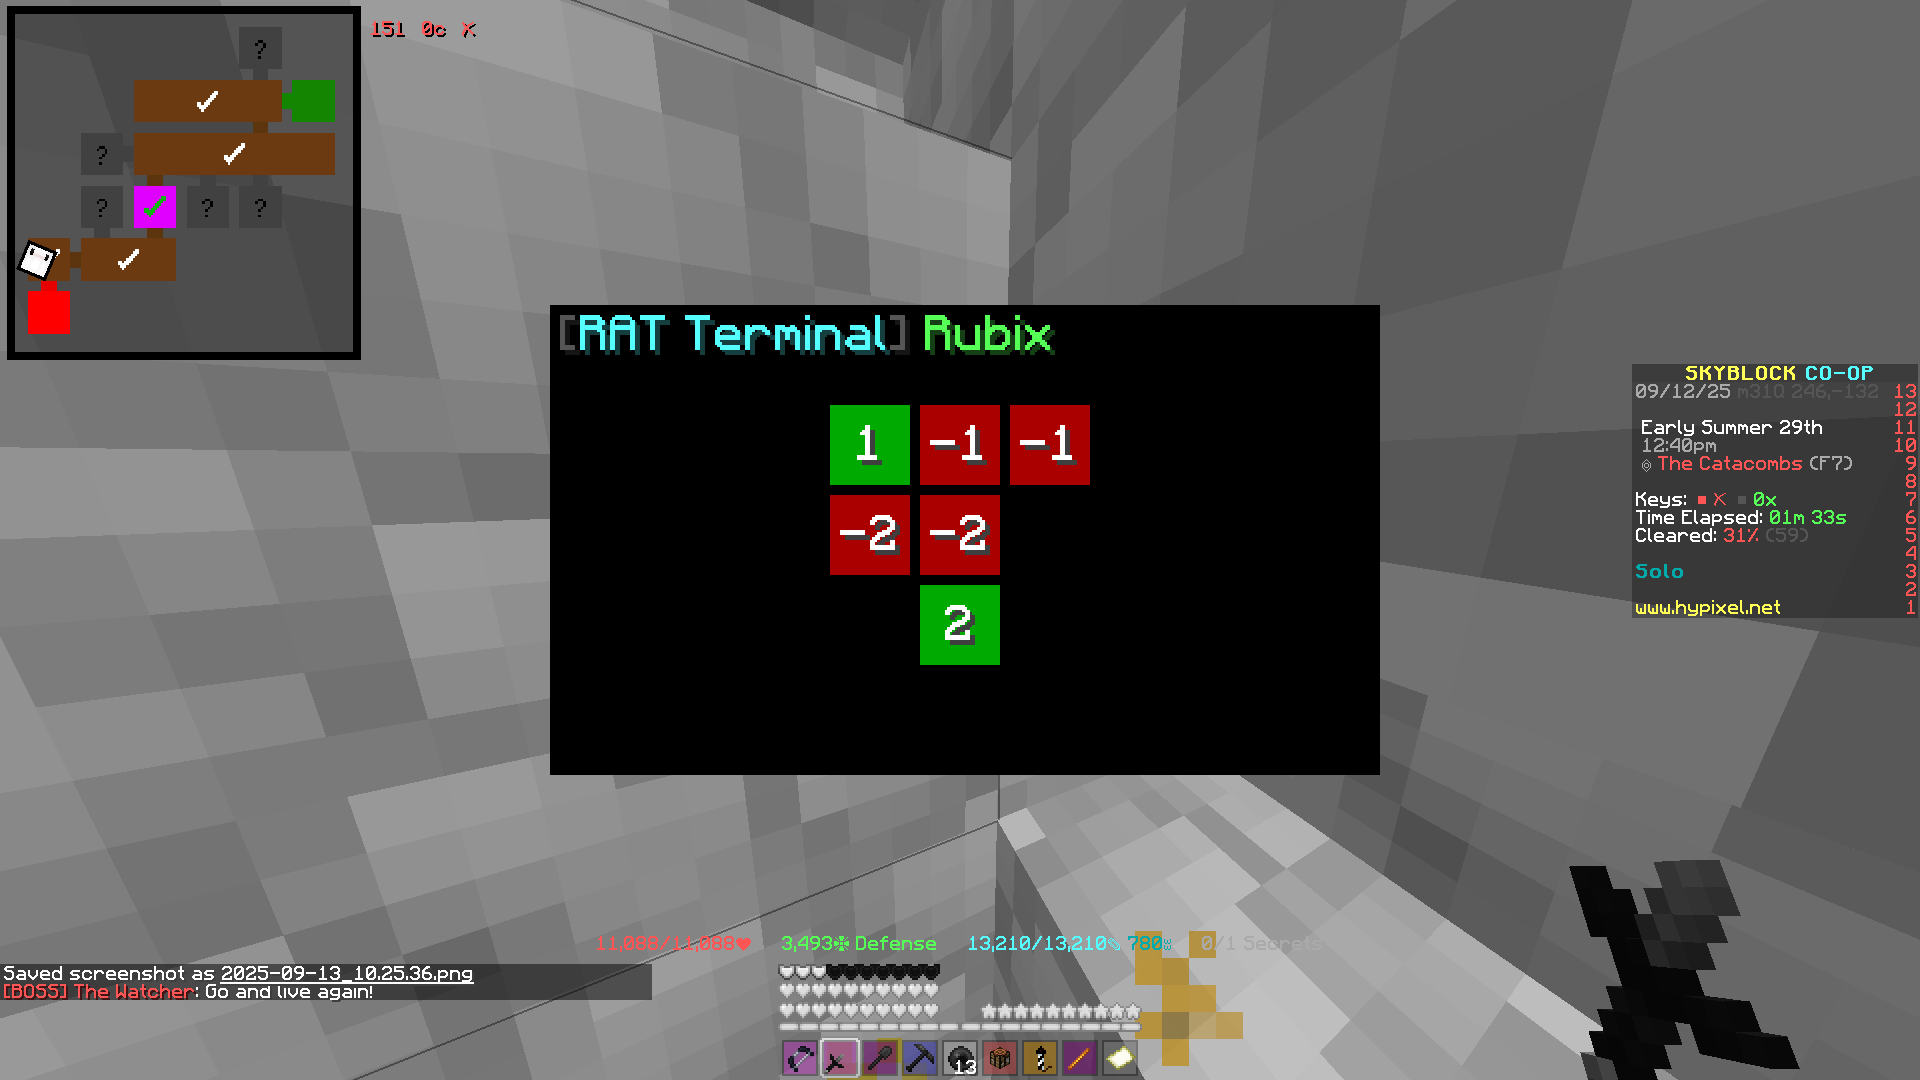 151 0c ✗
?
? 
? ? ?
[RAT Terminal] Rubix
1 -1 -1
-2 -2
2
SKYBLOCK CO-OP
09/12/25 m31Q 246,-132 13
12
Early Summer 29th 11
12:40pm 10
The Catacombs (F7) 9
8
Keys: ■ ✗ ■ 0x 7
Time Elapsed: 01m 33s 6
Cleared: 31% (59) 5
4
Solo 3
2
www.hypixel.net 1
11,088/11,088❤ 3,493 Defense 13,210/13,210 780 0/1 Secrets
Saved screenshot as 2025-09-13_10.25.36.png
[BOSS] The Watcher: Go and live again!
13